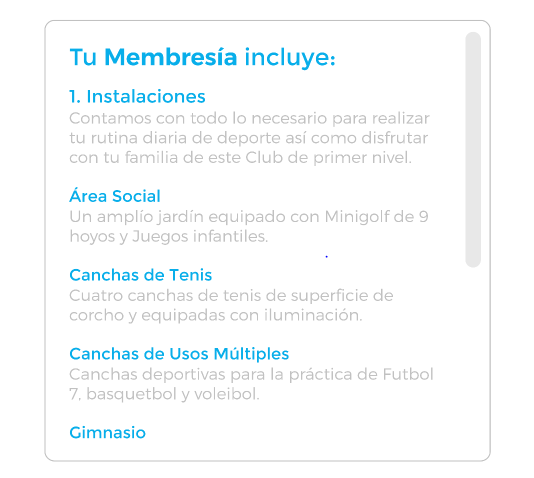 Tu Membresía incluye:
1. Instalaciones
Contamos con todo lo necesario para realizar
tu rutina diaria de deporte así como disfrutar
con tu familia de este Club de primer nivel.
Área Social
Un amplío jardín equipado con Minigolf de 9
hoyos y Juegos infantiles.
Canchas de Tenis
Cuatro canchas de tenis de superficie de
corcho y equipadas con iluminación.
Canchas de Usos Múltiples
Canchas deportivas para la práctica de Futbol
7, basquetbol y voleibol.
Gimnasio